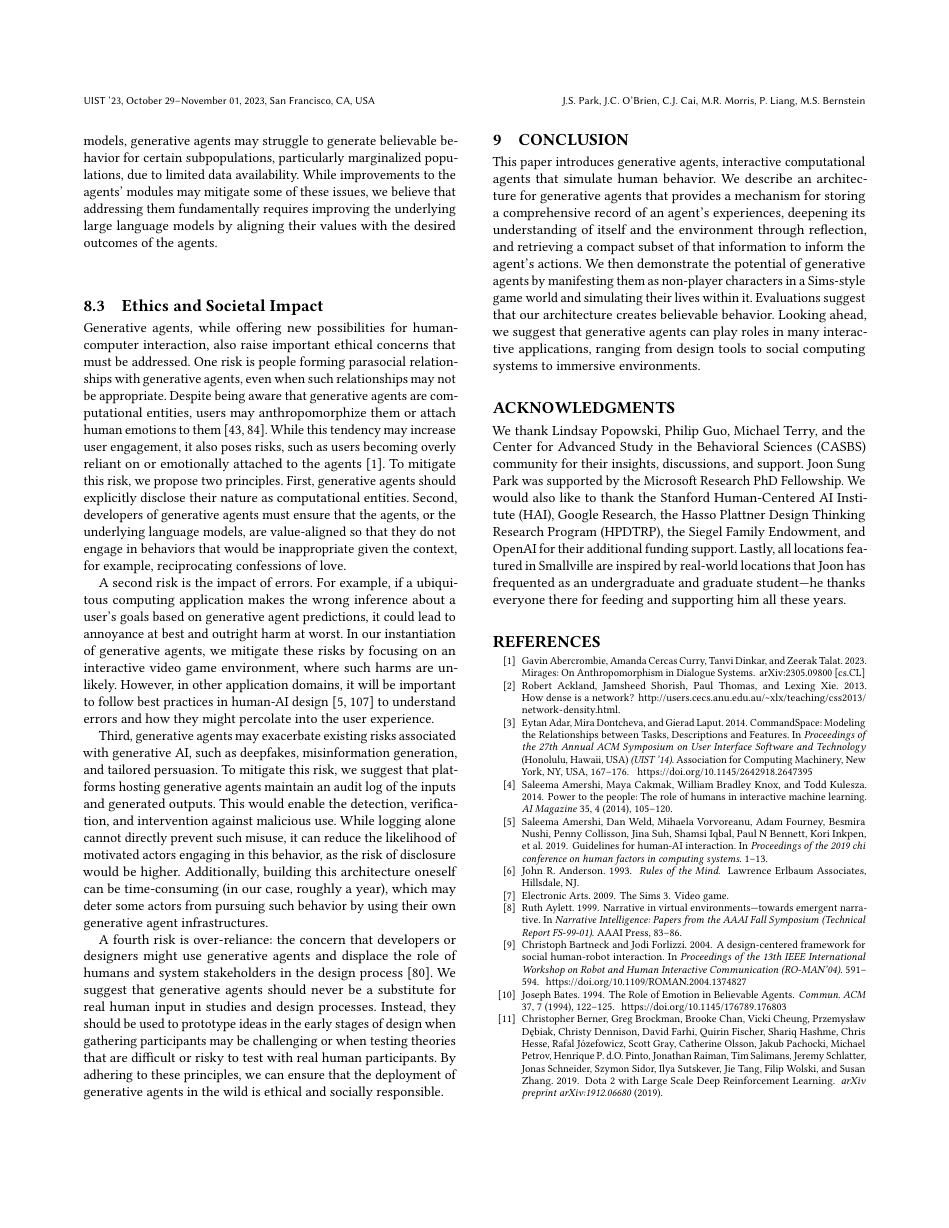 UIST '23, October 29–November 01, 2023, San Francisco, CA, USA
J.S. Park, J.C. O'Brien, C.J. Cai, M.R. Morris, P. Liang, M.S. Bernstein
models, generative agents may struggle to generate believable be-
havior for certain subpopulations, particularly marginalized popu-
lations, due to limited data availability. While improvements to the
agents' modules may mitigate some of these issues, we believe that
addressing them fundamentally requires improving the underlying
large language models by aligning their values with the desired
outcomes of the agents.
8.3 Ethics and Societal Impact
Generative agents, while offering new possibilities for human-
computer interaction, also raise important ethical concerns that
must be addressed. One risk is people forming parasocial relation-
ships with generative agents, even when such relationships may not
be appropriate. Despite being aware that generative agents are com-
putational entities, users may anthropomorphize them or attach
human emotions to them [43, 84]. While this tendency may increase
user engagement, it also poses risks, such as users becoming overly
reliant on or emotionally attached to the agents [1]. To mitigate
this risk, we propose two principles. First, generative agents should
explicitly disclose their nature as computational entities. Second,
developers of generative agents must ensure that the agents, or the
underlying language models, are value-aligned so that they do not
engage in behaviors that would be inappropriate given the context,
for example, reciprocating confessions of love.
A second risk is the impact of errors. For example, if a ubiqui-
tous computing application makes the wrong inference about a
user's goals based on generative agent predictions, it could lead to
annoyance at best and outright harm at worst. In our instantiation
of generative agents, we mitigate these risks by focusing on an
interactive video game environment, where such harms are un-
likely. However, in other application domains, it will be important
to follow best practices in human-AI design [5, 107] to understand
errors and how they might percolate into the user experience.
Third, generative agents may exacerbate existing risks associated
with generative AI, such as deepfakes, misinformation generation,
and tailored persuasion. To mitigate this risk, we suggest that plat-
forms hosting generative agents maintain an audit log of the inputs
and generated outputs. This would enable the detection, verifica-
tion, and intervention against malicious use. While logging alone
cannot directly prevent such misuse, it can reduce the likelihood of
motivated actors engaging in this behavior, as the risk of disclosure
would be higher. Additionally, building this architecture oneself
can be time-consuming (in our case, roughly a year), which may
deter some actors from pursuing such behavior by using their own
generative agent infrastructures.
A fourth risk is over-reliance: the concern that developers or
designers might use generative agents and displace the role of
humans and system stakeholders in the design process [80]. We
suggest that generative agents should never be a substitute for
real human input in studies and design processes. Instead, they
should be used to prototype ideas in the early stages of design when
gathering participants may be challenging or when testing theories
that are difficult or risky to test with real human participants. By
adhering to these principles, we can ensure that the deployment of
generative agents in the wild is ethical and socially responsible.
9 CONCLUSION
This paper introduces generative agents, interactive computational
agents that simulate human behavior. We describe an architec-
ture for generative agents that provides a mechanism for storing
a comprehensive record of an agent's experiences, deepening its
understanding of itself and the environment through reflection,
and retrieving a compact subset of that information to inform the
agent's actions. We then demonstrate the potential of generative
agents by manifesting them as non-player characters in a Sims-style
game world and simulating their lives within it. Evaluations suggest
that our architecture creates believable behavior. Looking ahead,
we suggest that generative agents can play roles in many interac-
tive applications, ranging from design tools to social computing
systems to immersive environments.
ACKNOWLEDGMENTS
We thank Lindsay Popowski, Philip Guo, Michael Terry, and the
Center for Advanced Study in the Behavioral Sciences (CASBS)
community for their insights, discussions, and support. Joon Sung
Park was supported by the Microsoft Research PhD Fellowship. We
would also like to thank the Stanford Human-Centered AI Insti-
tute (HAI), Google Research, the Hasso Plattner Design Thinking
Research Program (HPDTRP), the Siegel Family Endowment, and
OpenAI for their additional funding support. Lastly, all locations fea-
tured in Smallville are inspired by real-world locations that Joon has
frequented as an undergraduate and graduate student—he thanks
everyone there for feeding and supporting him all these years.
REFERENCES
[1] Gavin Abercrombie, Amanda Cercas Curry, Tanvi Dinkar, and Zeerak Talat. 2023.
Mirages: On Anthropomorphism in Dialogue Systems. arXiv:2305.09800 [cs.CL]
[2] Robert Ackland, Jamsheed Shorish, Paul Thomas, and Lexing Xie. 2013.
How dense is a network? http://users.cecs.anu.edu.au/~xlx/teaching/css2013/
network-density.html.
[3] Eytan Adar, Mira Dontcheva, and Gierad Laput. 2014. CommandSpace: Modeling
the Relationships between Tasks, Descriptions and Features. In Proceedings of
the 27th Annual ACM Symposium on User Interface Software and Technology
(Honolulu, Hawaii, USA) (UIST '14). Association for Computing Machinery, New
York, NY, USA, 167–176. https://doi.org/10.1145/2642918.2647395
[4] Saleema Amershi, Maya Cakmak, William Bradley Knox, and Todd Kulesza.
2014. Power to the people: The role of humans in interactive machine learning.
AI Magazine 35, 4 (2014), 105–120.
[5] Saleema Amershi, Dan Weld, Mihaela Vorvoreanu, Adam Fourney, Besmira
Nushi, Penny Collisson, Jina Suh, Shamsi Iqbal, Paul N Bennett, Kori Inkpen,
et al. 2019. Guidelines for human-AI interaction. In Proceedings of the 2019 chi
conference on human factors in computing systems. 1–13.
[6] John R. Anderson. 1993. Rules of the Mind. Lawrence Erlbaum Associates,
Hillsdale, NJ.
[7] Electronic Arts. 2009. The Sims 3. Video game.
[8] Ruth Aylett. 1999. Narrative in virtual environments—towards emergent narra-
tive. In Narrative Intelligence: Papers from the AAAI Fall Symposium (Technical
Report FS-99-01). AAAI Press, 83–86.
[9] Christoph Bartneck and Jodi Forlizzi. 2004. A design-centered framework for
social human-robot interaction. In Proceedings of the 13th IEEE International
Workshop on Robot and Human Interactive Communication (RO-MAN'04). 591–
594. https://doi.org/10.1109/ROMAN.2004.1374827
[10] Joseph Bates. 1994. The Role of Emotion in Believable Agents. Commun. ACM
37, 7 (1994), 122–125. https://doi.org/10.1145/176789.176803
[11] Christopher Berner, Greg Brockman, Brooke Chan, Vicki Cheung, Przemysław
Dębiak, Christy Dennison, David Farhi, Quirin Fischer, Shariq Hashme, Chris
Hesse, Rafal Józefowicz, Scott Gray, Catherine Olsson, Jakub Pachocki, Michael
Petrov, Henrique P. d.O. Pinto, Jonathan Raiman, Tim Salimans, Jeremy Schlatter,
Jonas Schneider, Szymon Sidor, Ilya Sutskever, Jie Tang, Filip Wolski, and Susan
Zhang. 2019. Dota 2 with Large Scale Deep Reinforcement Learning. arXiv
preprint arXiv:1912.06680 (2019).